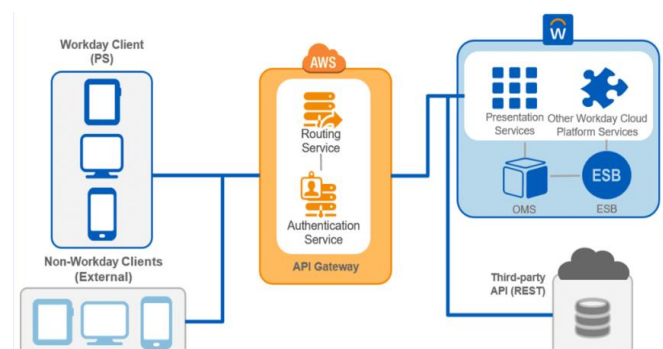 Workday Client
(PS)
Non-Workday Clients
(External)
AWS
Routing
Service
Authentication
Service
API Gateway
w
Presentation
Services
Other Workday Cloud
Platform Services
OMS
ESB
ESB
Third-party
API (REST)